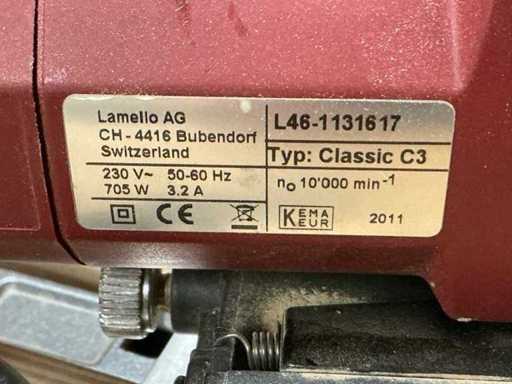 Lamello AG
CH - 4416 Bubendorf
Switzerland
230 V~ 50-60 Hz
705 W 3.2 A
CE
L46-1131617
Typ: Classic C3
no 10'000 min-1
KEMA
KEUR
2011